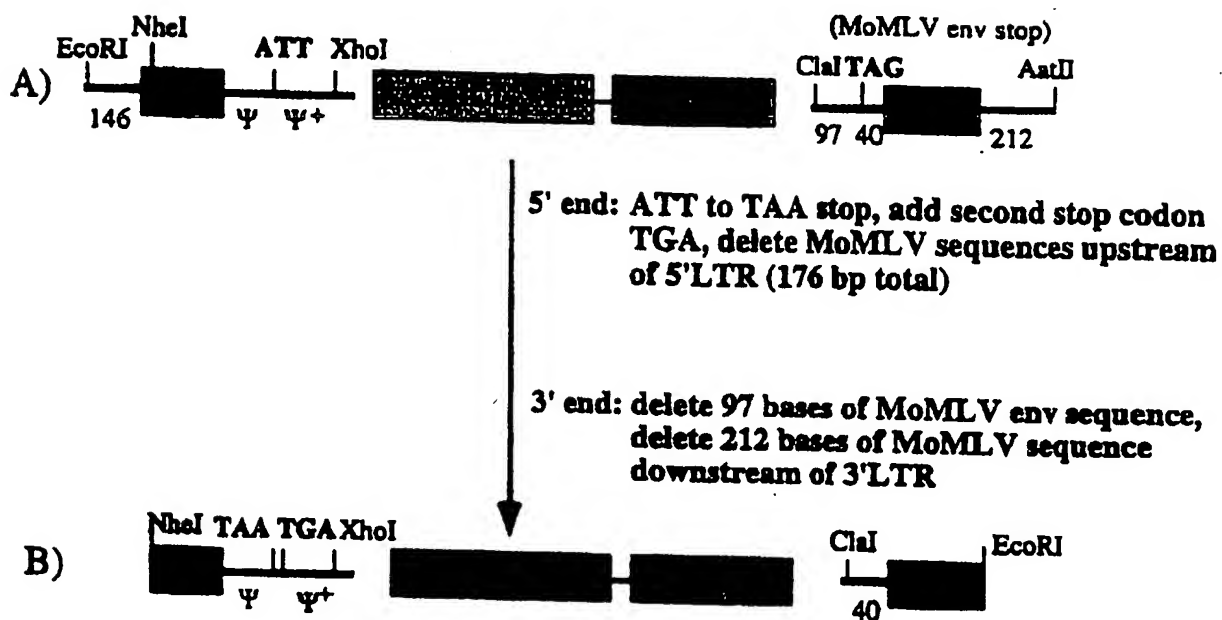 (MoMLV env stop)
NheI
EcoRI ATT XhoI ClaI TAG AatII
A)
146 Ψ Ψ+ 97 40 212
5' end: ATT to TAA stop, add second stop codon
TGA, delete MoMLV sequences upstream
of 5'LTR (176 bp total)
3' end: delete 97 bases of MoMLV env sequence,
delete 212 bases of MoMLV sequence
downstream of 3'LTR
NheI TAA TGA XhoI ClaI EcoRI
B)
Ψ Ψ+ 40